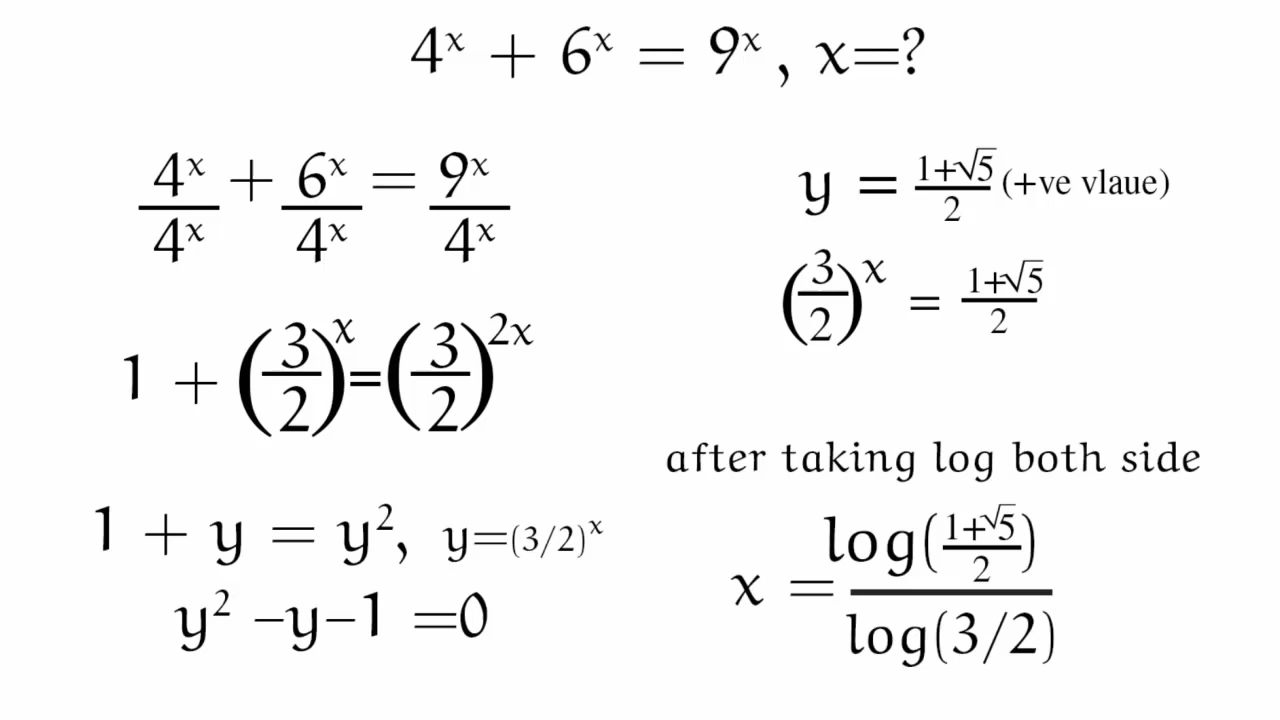 4ˣ + 6ˣ = 9ˣ , x=?
4ˣ/4ˣ + 6ˣ/4ˣ = 9ˣ/4ˣ
1 + (3/2)ˣ = (3/2)²ˣ
1 + y = y², y=(3/2)ˣ
y² –y–1 =0
y = (1+√5)/2 (+ve vlaue)
(3/2)ˣ = (1+√5)/2
after taking log both side
x = log((1+√5)/2)/log(3/2)